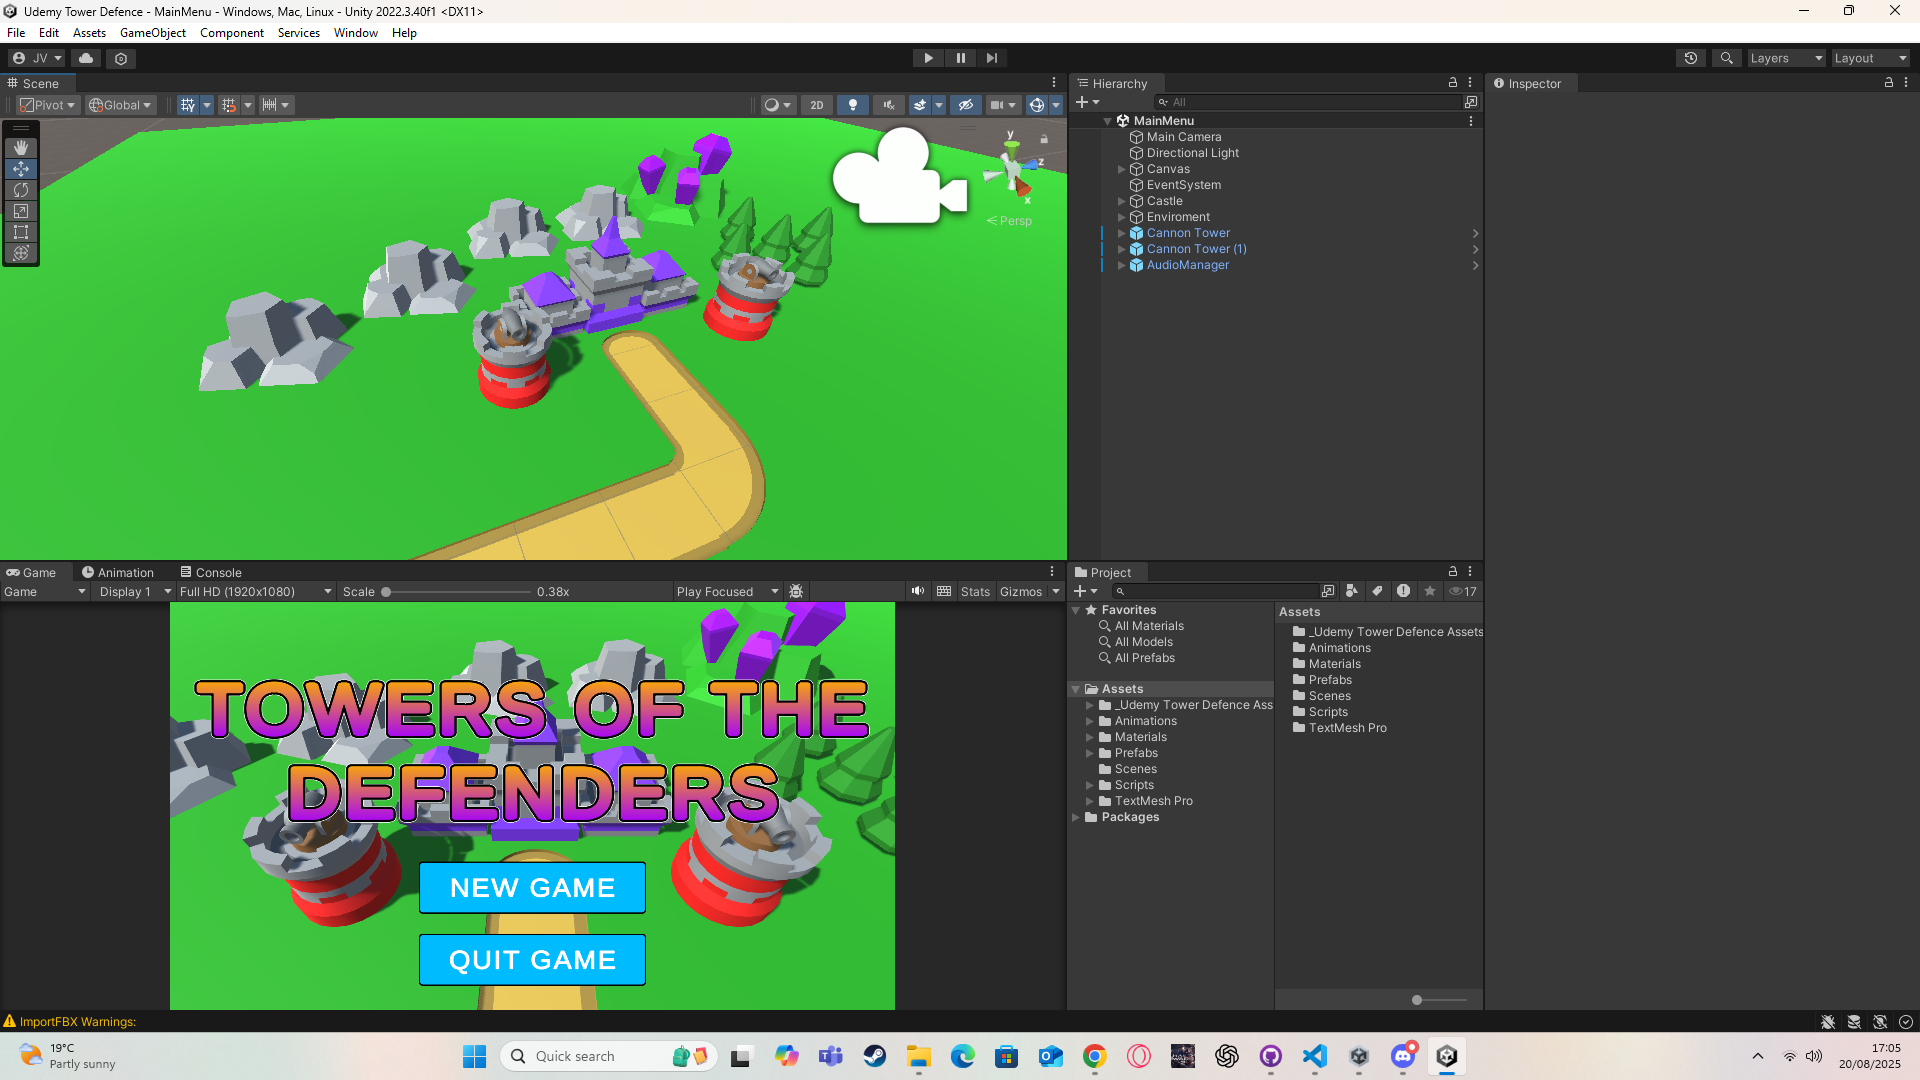 Udemy Tower Defence - MainMenu - Windows, Mac, Linux - Unity 2022.3.40f1 <DX11>
File Edit Assets GameObject Component Services Window Help
JV
Layers
Layout
Scene
Pivot
Global
2D
y
z
x
Persp
Hierarchy
All
MainMenu
Main Camera
Directional Light
Canvas
EventSystem
Castle
Enviroment
Cannon Tower
Cannon Tower (1)
AudioManager
Inspector
Game
Animation
Console
Game
Display 1
Full HD (1920x1080)
Scale
0.38x
Play Focused
Stats
Gizmos
TOWERS OF THE
DEFENDERS
NEW GAME
QUIT GAME
Project
17
Favorites
All Materials
All Models
All Prefabs
Assets
_Udemy Tower Defence Ass
Animations
Materials
Prefabs
Scenes
Scripts
TextMesh Pro
Packages
Assets
_Udemy Tower Defence Assets
Animations
Materials
Prefabs
Scenes
Scripts
TextMesh Pro
ImportFBX Warnings:
19°C
Partly sunny
Quick search
17:05
20/08/2025